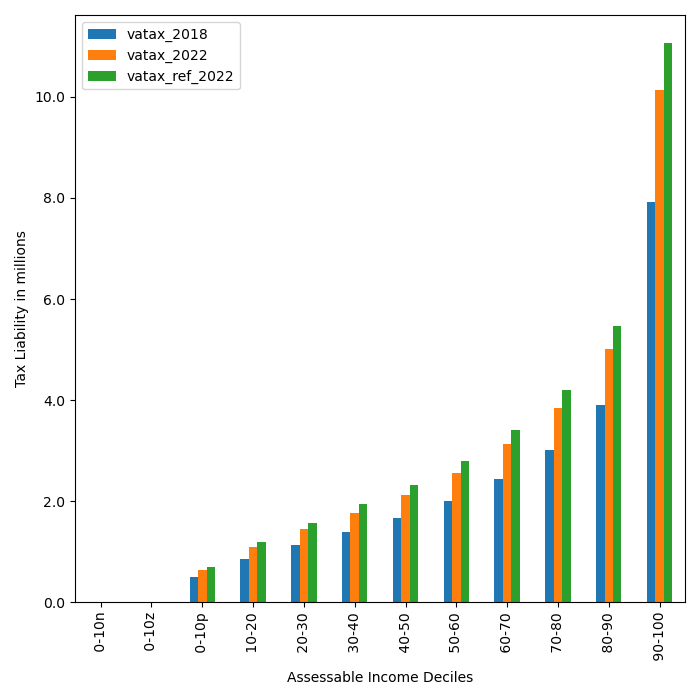 vatax_2018
vatax_2022
vatax_ref_2022
Tax Liability in millions
10.0
8.0
6.0
4.0
2.0
0.0
0-10n
0-10z
0-10p
10-20
20-30
30-40
40-50
50-60
60-70
70-80
80-90
90-100
Assessable Income Deciles